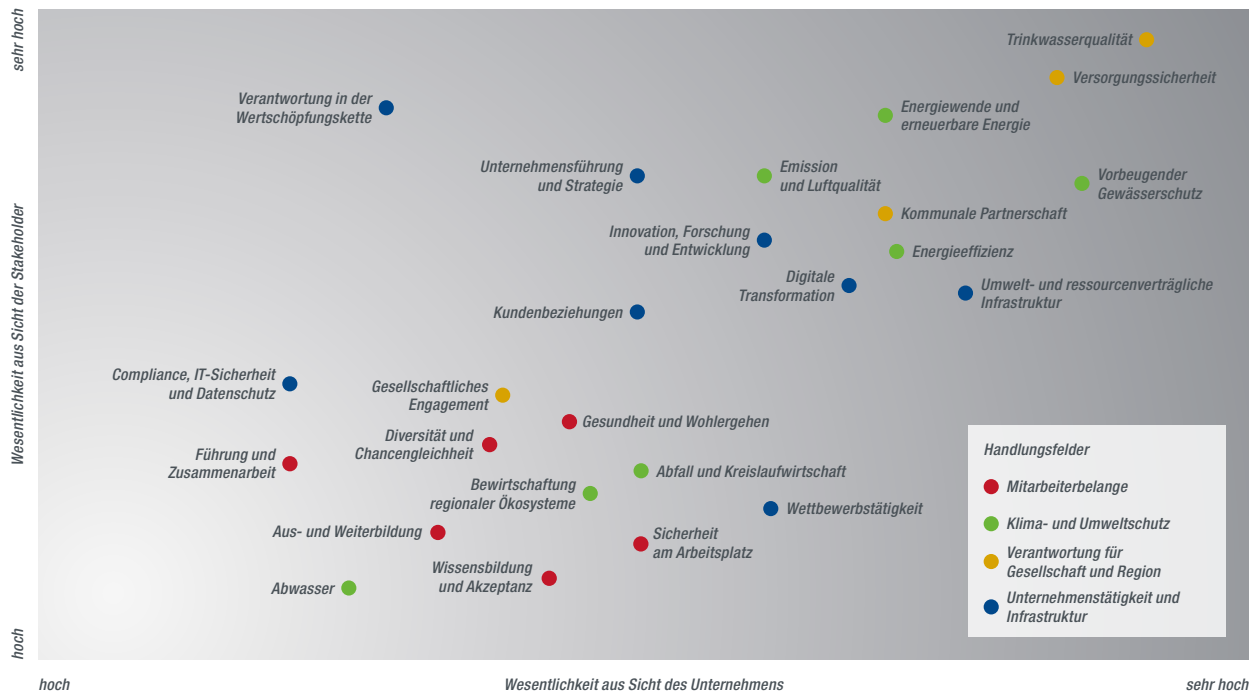 sehr hoch
Wesentlichkeit aus Sicht der Stakeholder
hoch
Trinkwasserqualität
Versorgungssicherheit
Verantwortung in der
Wertschöpfungskette
Energiewende und
erneuerbare Energie
Unternehmensführung
und Strategie
Emission
und Luftqualität
Vorbeugender
Gewässerschutz
Kommunale Partnerschaft
Innovation, Forschung
und Entwicklung
Energieeffizienz
Digitale
Transformation
Umwelt- und ressourcenverträgliche
Infrastruktur
Kundenbeziehungen
Compliance, IT-Sicherheit
und Datenschutz
Gesellschaftliches
Engagement
Gesundheit und Wohlergehen
Diversität und
Chancengleichheit
Führung und
Zusammenarbeit
Abfall und Kreislaufwirtschaft
Bewirtschaftung
regionaler Ökosysteme
Wettbewerbstätigkeit
Aus- und Weiterbildung
Sicherheit
am Arbeitsplatz
Wissensbildung
und Akzeptanz
Abwasser
Handlungsfelder
Mitarbeiterbelange
Klima- und Umweltschutz
Verantwortung für
Gesellschaft und Region
Unternehmenstätigkeit und
Infrastruktur
hoch
Wesentlichkeit aus Sicht des Unternehmens
sehr hoch